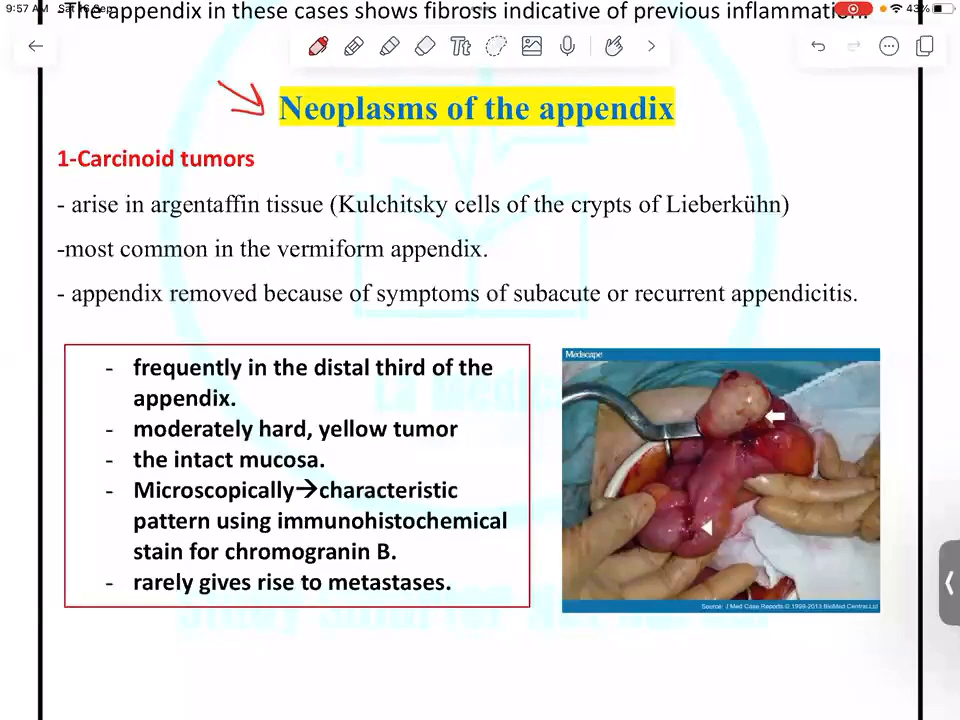 9:57 AM Sat 16 Sep 43%
The appendix in these cases shows fibrosis indicative of previous inflammation.
Neoplasms of the appendix
1-Carcinoid tumors
- arise in argentaffin tissue (Kulchitsky cells of the crypts of Lieberkühn)
-most common in the vermiform appendix.
- appendix removed because of symptoms of subacute or recurrent appendicitis.
- frequently in the distal third of the
appendix.
- moderately hard, yellow tumor
- the intact mucosa.
- Microscopically→characteristic
pattern using immunohistochemical
stain for chromogranin B.
- rarely gives rise to metastases.
Medscape
Source: J Med Case Reports © 1999-2013 BioMed Central Ltd